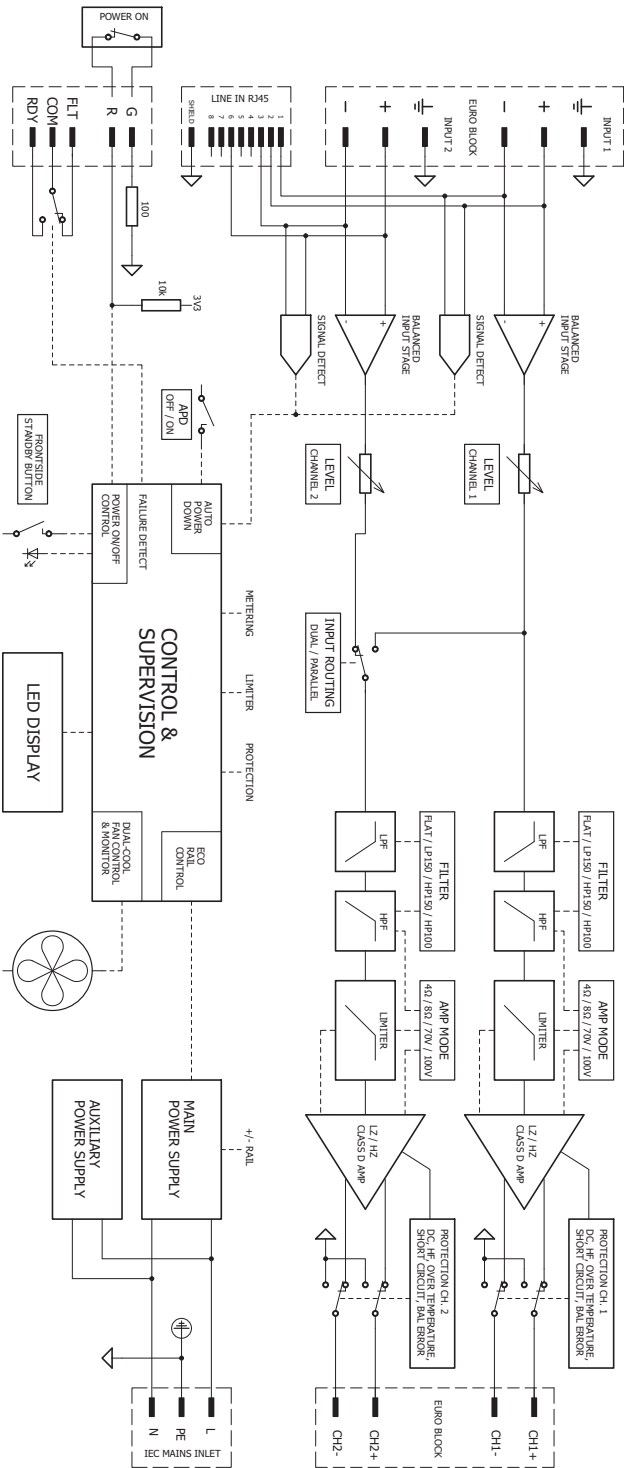 POWER ON
RDY
COM
FLT
R
G
100
10k
3V3
LINE IN RJ45
SHIELD
8
7
6
5
4
3
2
1
EURO BLOCK
INPUT 1
+
-
INPUT 2
+
-
BALANCED
INPUT STAGE
+
-
SIGNAL DETECT
BALANCED
INPUT STAGE
+
-
SIGNAL DETECT
LEVEL
CHANNEL 1
LEVEL
CHANNEL 2
APD
OFF / ON
FRONTSIDE
STANDBY BUTTON
INPUT ROUTING
DUAL / PARALLEL
AUTO
POWER
DOWN
FAILURE DETECT
POWER ON/OFF
CONTROL
CONTROL &
SUPERVISION
METERING
LIMITER
PROTECTION
ECO
RAIL
CONTROL
DUAL-COOL
FAN CONTROL
& MONITOR
LED DISPLAY
FILTER
FLAT / LP150 / HP150 / HP100
LPF
HPF
AMP MODE
4Ω / 8Ω / 70V / 100V
LIMITER
LZ / HZ
CLASS D AMP
PROTECTION CH. 1
DC, HF, OVER TEMPERATURE,
SHORT CIRCUIT, BAL ERROR
FILTER
FLAT / LP150 / HP150 / HP100
LPF
HPF
AMP MODE
4Ω / 8Ω / 70V / 100V
LIMITER
LZ / HZ
CLASS D AMP
PROTECTION CH. 2
DC, HF, OVER TEMPERATURE,
SHORT CIRCUIT, BAL ERROR
+/- RAIL
MAIN
POWER SUPPLY
AUXILIARY
POWER SUPPLY
EURO BLOCK
CH1+
CH1-
CH2+
CH2-
L
PE
N
IEC MAINS INLET